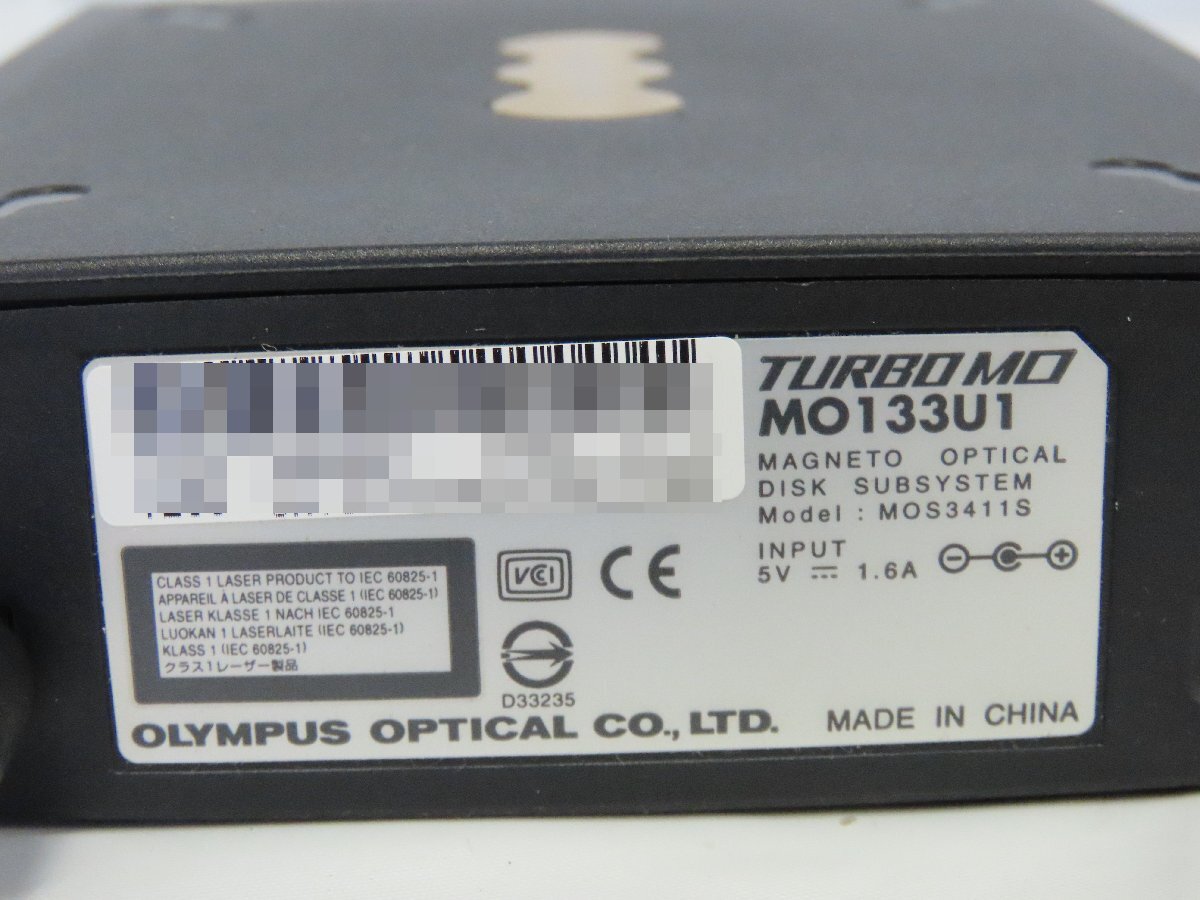 TURBO MO
MO133U1
MAGNETO OPTICAL
DISK SUBSYSTEM
Model : MOS3411S
INPUT
5V ⎓ 1.6A
CLASS 1 LASER PRODUCT TO IEC 60825-1
APPAREIL À LASER DE CLASSE 1 (IEC 60825-1)
LASER KLASSE 1 NACH IEC 60825-1
LUOKAN 1 LASERLAITE (IEC 60825-1)
KLASS 1 (IEC 60825-1)
クラス1レーザー製品
VCI
CE
D33235
OLYMPUS OPTICAL CO., LTD.
MADE IN CHINA